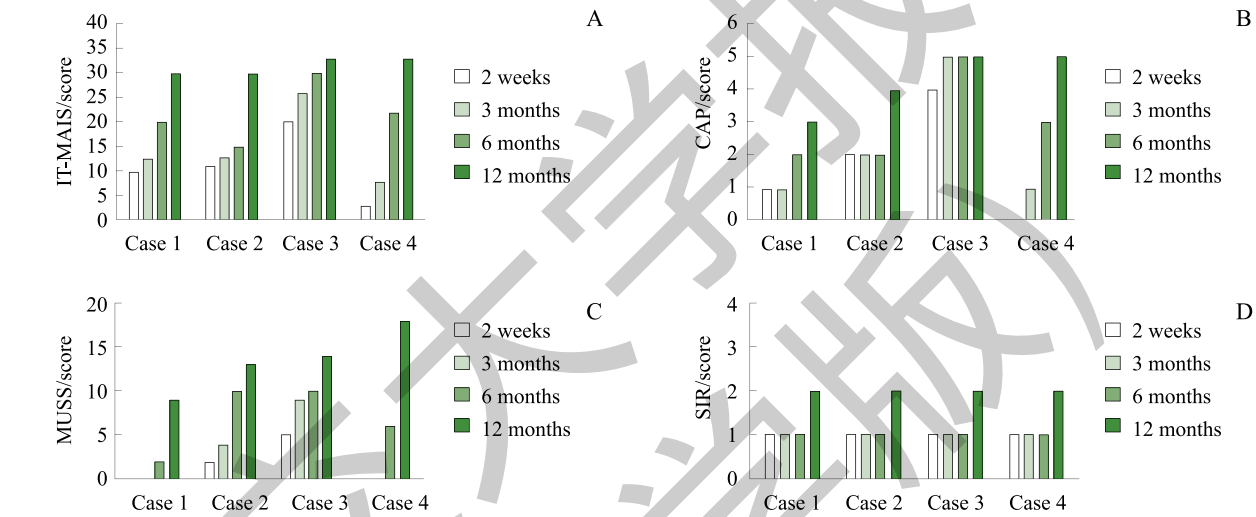 A
IT-MAIS/score
40
35
30
25
20
15
10
5
0
Case 1 Case 2 Case 3 Case 4
2 weeks
3 months
6 months
12 months
B
CAP/score
6
5
4
3
2
1
0
Case 1 Case 2 Case 3 Case 4
2 weeks
3 months
6 months
12 months
C
MUSS/score
20
15
10
5
0
Case 1 Case 2 Case 3 Case 4
2 weeks
3 months
6 months
12 months
D
SIR/score
4
3
2
1
0
Case 1 Case 2 Case 3 Case 4
2 weeks
3 months
6 months
12 months
大学报
学版）